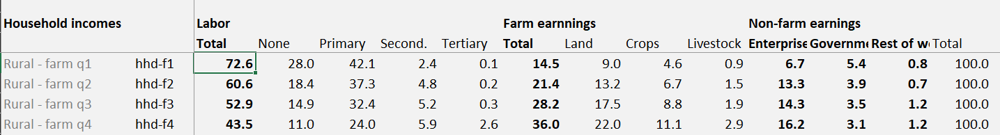 Household incomes Labor Farm earnnings Non-farm earnings
Total None Primary Second. Tertiary Total Land Crops Livestock Enterprise Governme Rest of w Total
Rural - farm q1 hhd-f1 72.6 28.0 42.1 2.4 0.1 14.5 9.0 4.6 0.9 6.7 5.4 0.8 100.0
Rural - farm q2 hhd-f2 60.6 18.4 37.3 4.8 0.2 21.4 13.2 6.7 1.5 13.3 3.9 0.7 100.0
Rural - farm q3 hhd-f3 52.9 14.9 32.4 5.2 0.3 28.2 17.5 8.8 1.9 14.3 3.5 1.2 100.0
Rural - farm q4 hhd-f4 43.5 11.0 24.0 5.9 2.6 36.0 22.0 11.1 2.9 16.2 3.1 1.2 100.0